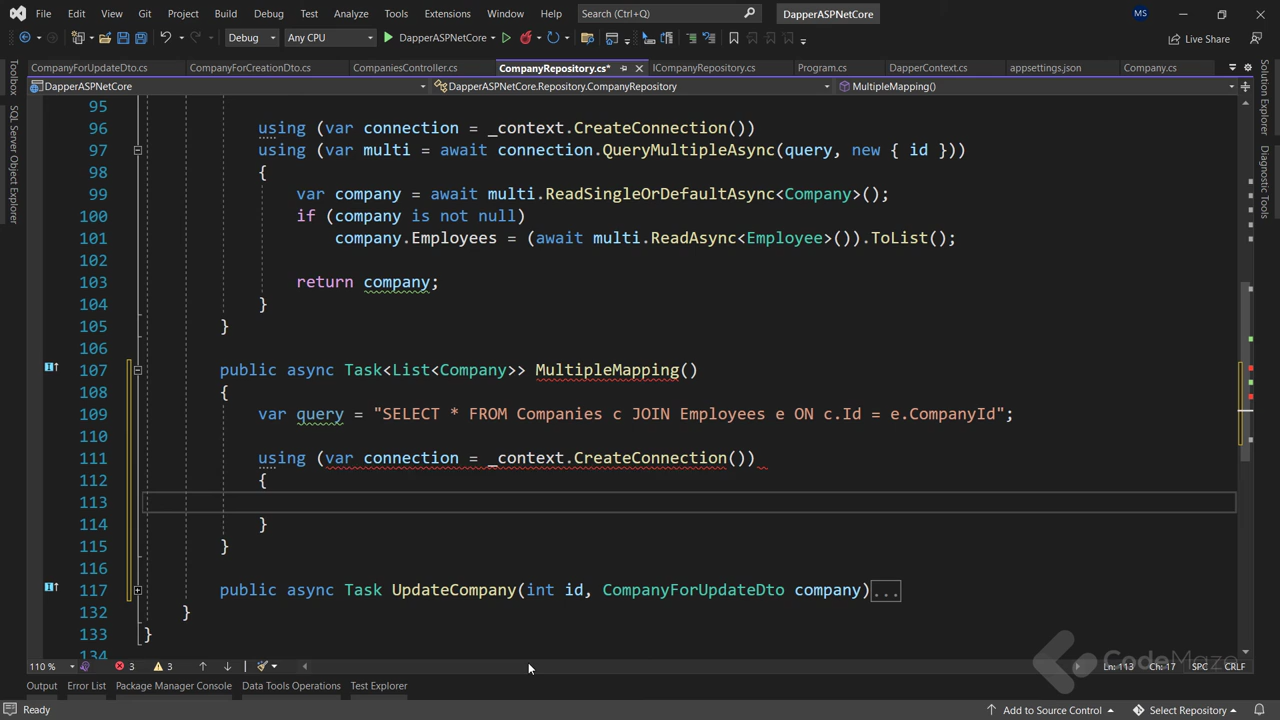 File Edit View Git Project Build Debug Test Analyze Tools Extensions Window Help Search (Ctrl+Q) DapperASPNetCore MS
Debug Any CPU DapperASPNetCore Live Share
CompanyForUpdateDto.cs CompanyForCreationDto.cs CompaniesController.cs CompanyRepository.cs* ICompanyRepository.cs Program.cs DapperContext.cs appsettings.json Company.cs
DapperASPNetCore DapperASPNetCore.Repository.CompanyRepository MultipleMapping()
Toolbox
SQL Server Object Explorer
Solution Explorer
Diagnostic Tools
95
96 using (var connection = _context.CreateConnection())
97 using (var multi = await connection.QueryMultipleAsync(query, new { id }))
98 {
99 var company = await multi.ReadSingleOrDefaultAsync<Company>();
100 if (company is not null)
101 company.Employees = (await multi.ReadAsync<Employee>()).ToList();
102
103 return company;
104 }
105 }
106
107 public async Task<List<Company>> MultipleMapping()
108 {
109 var query = "SELECT * FROM Companies c JOIN Employees e ON c.Id = e.CompanyId";
110
111 using (var connection = _context.CreateConnection())
112 {
113
114 }
115 }
116
117 public async Task UpdateCompany(int id, CompanyForUpdateDto company)...
132 }
133 }
134
110 % 3 3 Ln: 113 Ch: 17 SPC CRLF
CodeMaze
Output Error List Package Manager Console Data Tools Operations Test Explorer
Ready Add to Source Control Select Repository